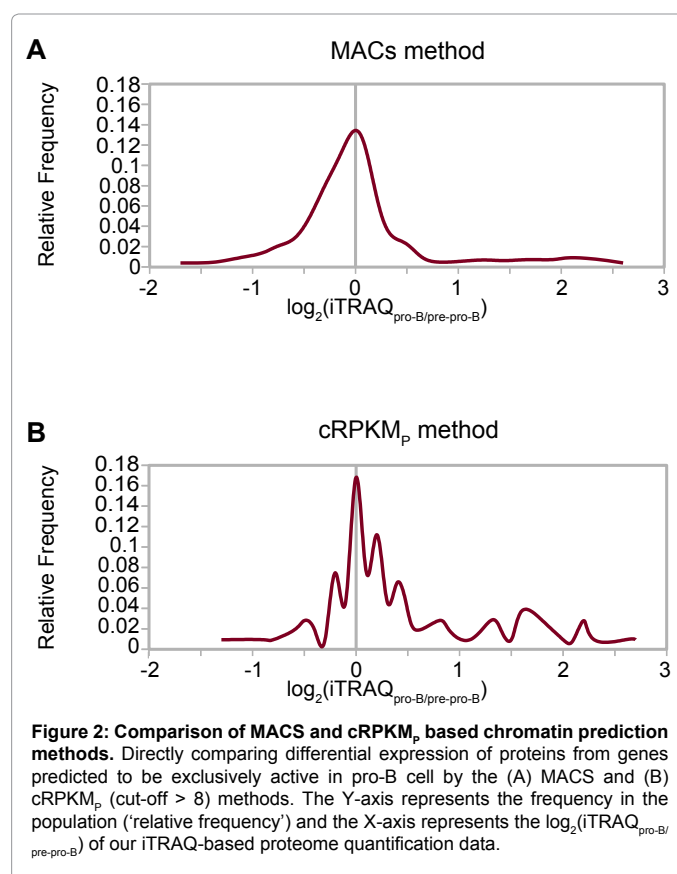 A
MACs method
Relative Frequency
0.18
0.16
0.14
0.12
0.1
0.08
0.06
0.04
0.02
0
-2 -1 0 1 2 3
log2(iTRAQpro-B/pre-pro-B)
B
cRPKMP method
Relative Frequency
0.18
0.16
0.14
0.12
0.1
0.08
0.06
0.04
0.02
0
-2 -1 0 1 2 3
log2(iTRAQpro-B/pre-pro-B)
Figure 2: Comparison of MACS and cRPKMP based chromatin prediction
methods. Directly comparing differential expression of proteins from genes
predicted to be exclusively active in pro-B cell by the (A) MACS and (B)
cRPKMP (cut-off > 8) methods. The Y-axis represents the frequency in the
population (‘relative frequency’) and the X-axis represents the log2(iTRAQpro-B/
pre-pro-B) of our iTRAQ-based proteome quantification data.